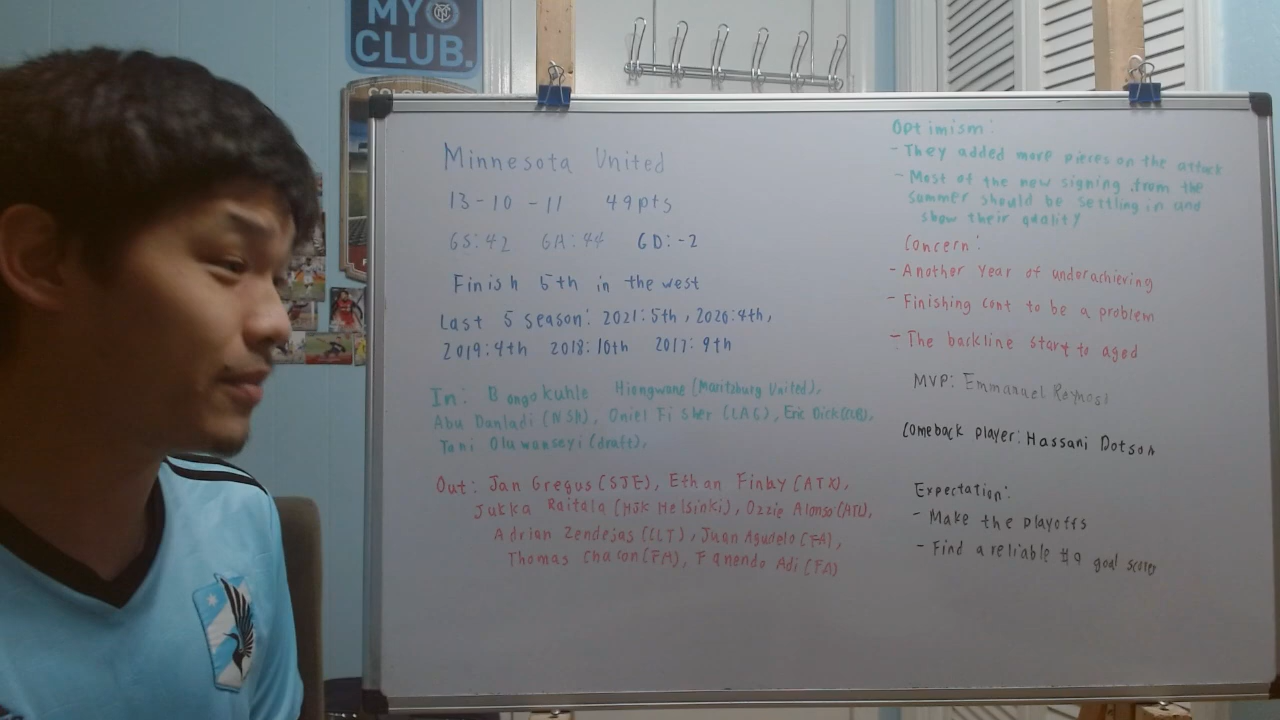 MY
CLUB.
Minnesota United
13-10-11 49pts
GS:42 GA:44 GD:-2
Finish 5th in the west
Last 5 season: 2021:5th, 2020:4th,
2019:4th 2018:10th 2017:9th
In: Bongokuhle Hlongwane (Maritzburg United),
Abu Danladi (NSH), Oniel Fisher (LAG), Eric Dick (CLB),
Tani Oluwaseyi (draft),
Out: Jan Gregus (SJE), Ethan Finlay (ATX),
Jukka Raitala (HJK Helsinki), Ozzie Alonso (ATL),
Adrian Zendejas (CLT), Juan Agudelo (FA),
Thomas Chacon (FA), Fanendo Adi (FA)
Optimism:
- They added more pieces on the attack
- Most of the new signing from the
summer should be settling in and
show their quality
Concern:
- Another year of underachieving
- Finishing cont to be a problem
- The backline start to aged
MVP: Emmanuel Reynosi
Comeback player: Hassani Dotson
Expectation:
- Make the playoffs
- Find a reliable #9 goal scorer